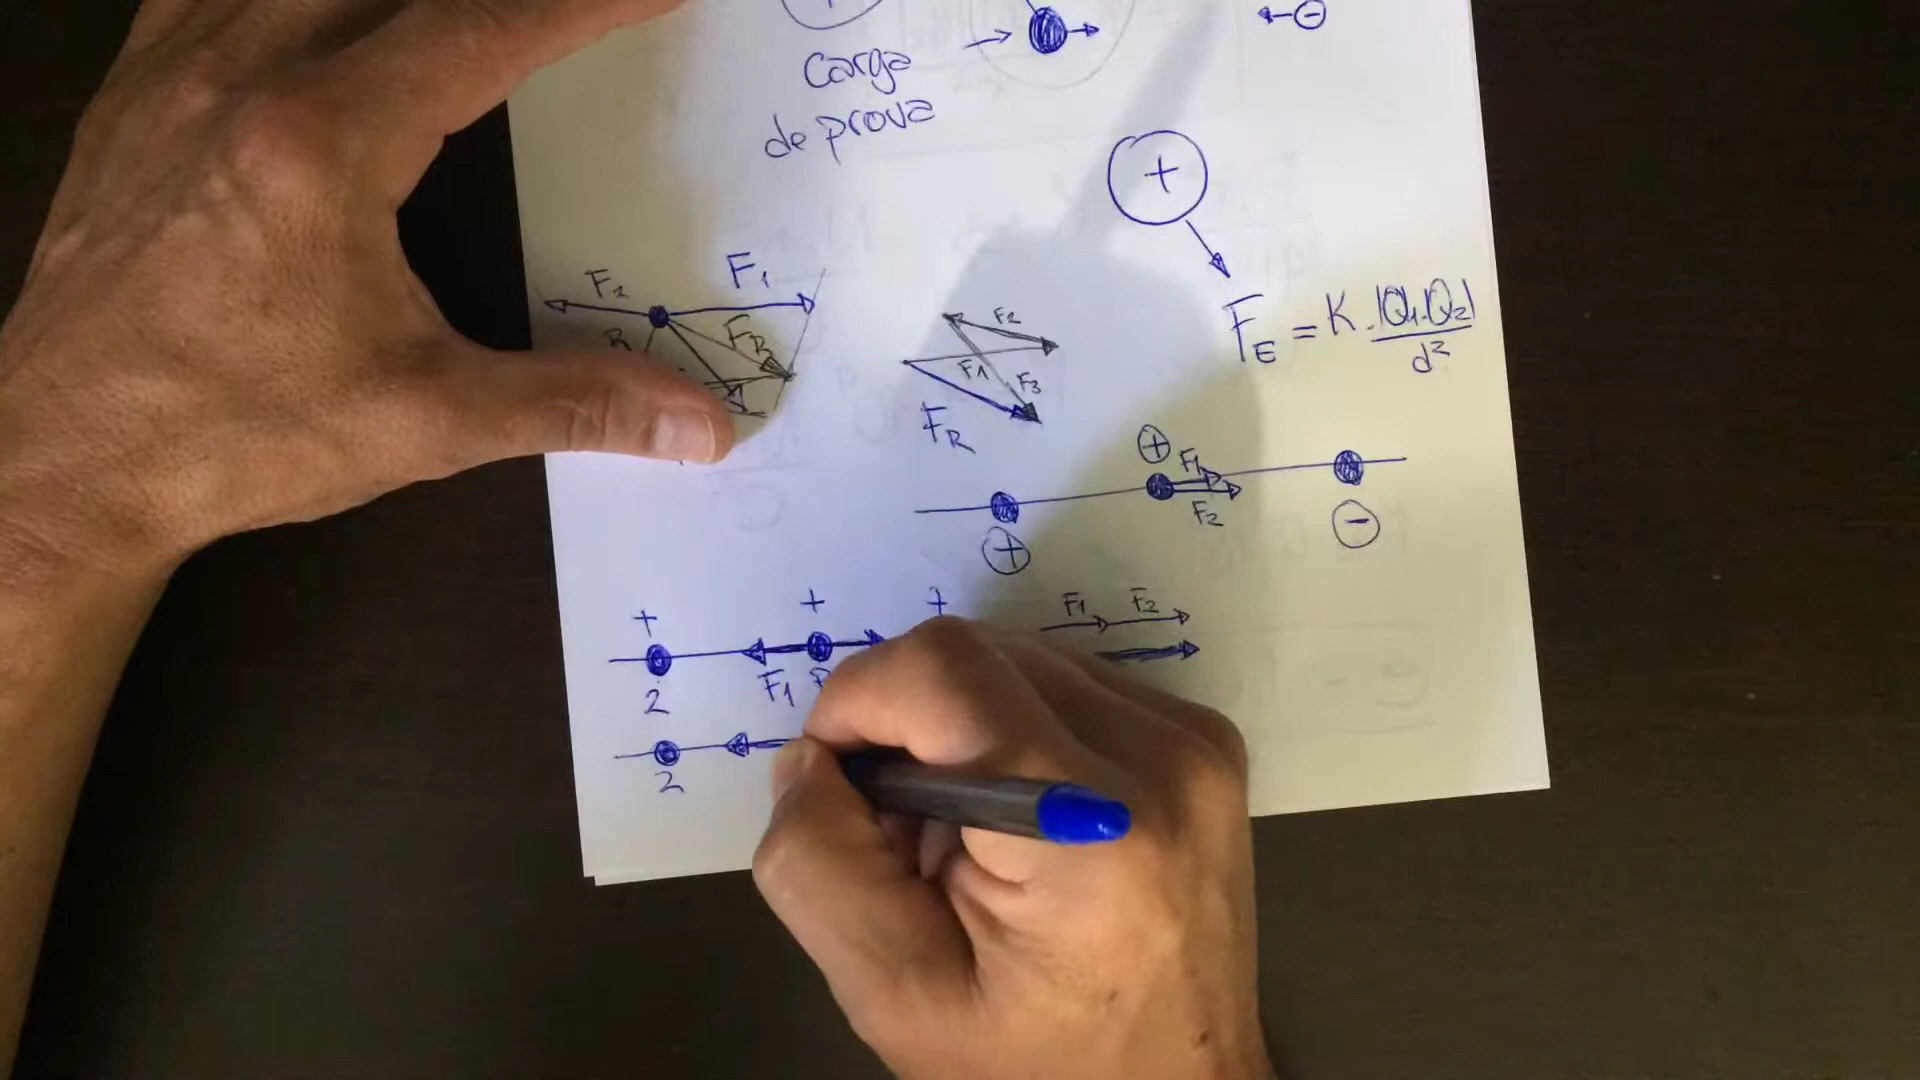 +
-
Carga
de prova
+
F2
F1
R
FR
F2
F1
F3
FR
FE = K . |Q1.Q2|
d²
+
F1
F2
+
-
+
+
+
F1
F2
2
F1
2